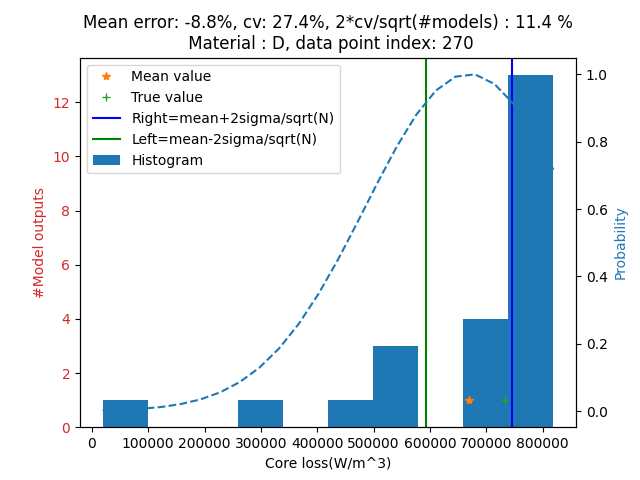 Mean error: -8.8%, cv: 27.4%, 2*cv/sqrt(#models) : 11.4 %
Material : D, data point index: 270
Mean value
True value
Right=mean+2sigma/sqrt(N)
Left=mean-2sigma/sqrt(N)
Histogram
#Model outputs
12
10
8
6
4
2
0
1.0
0.8
0.6
0.4
0.2
0.0
Probability
0 100000 200000 300000 400000 500000 600000 700000 800000
Core loss(W/m^3)